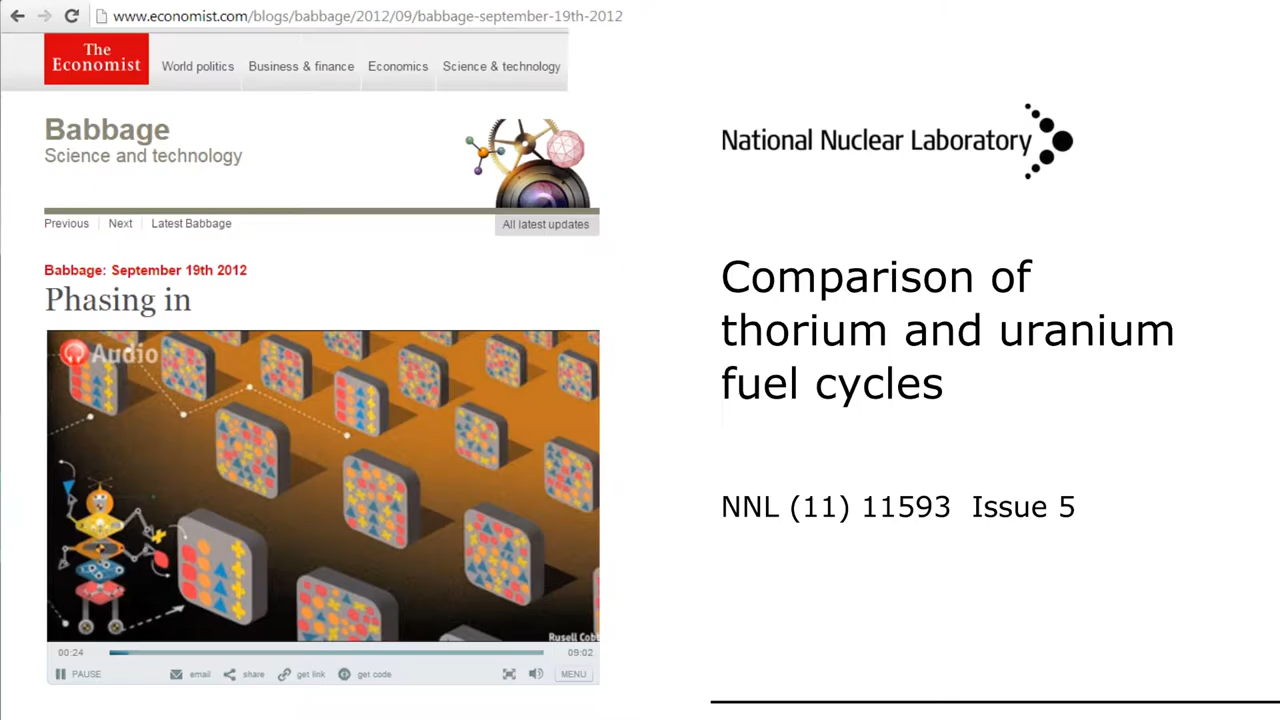 www.economist.com/blogs/babbage/2012/09/babbage-september-19th-2012
The
Economist
World politics Business & finance Economics Science & technology
Babbage
Science and technology
Previous Next Latest Babbage All latest updates
Babbage: September 19th 2012
Phasing in
Audio
Rusell Cobb
00:24 09:02
PAUSE email share get link get code MENU
National Nuclear Laboratory
Comparison of
thorium and uranium
fuel cycles
NNL (11) 11593 Issue 5